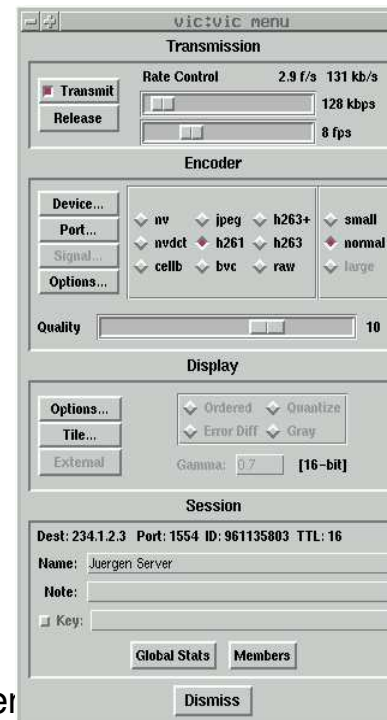 vic:vic menu
Transmission
Rate Control 2.9 f/s 131 kb/s
Transmit
128 kbps
Release
8 fps
Encoder
Device...
Port...
Signal...
Options...
nv jpeg h263+ small
nvdct h261 h263 normal
cellb bvc raw large
Quality 10
Display
Options...
Tile...
External
Ordered Quantize
Error Diff Gray
Gamma: 0.7 [16-bit]
Session
Dest: 234.1.2.3 Port: 1554 ID: 961135803 TTL: 16
Name: Juergen Server
Note:
Key:
Global Stats Members
Dismiss